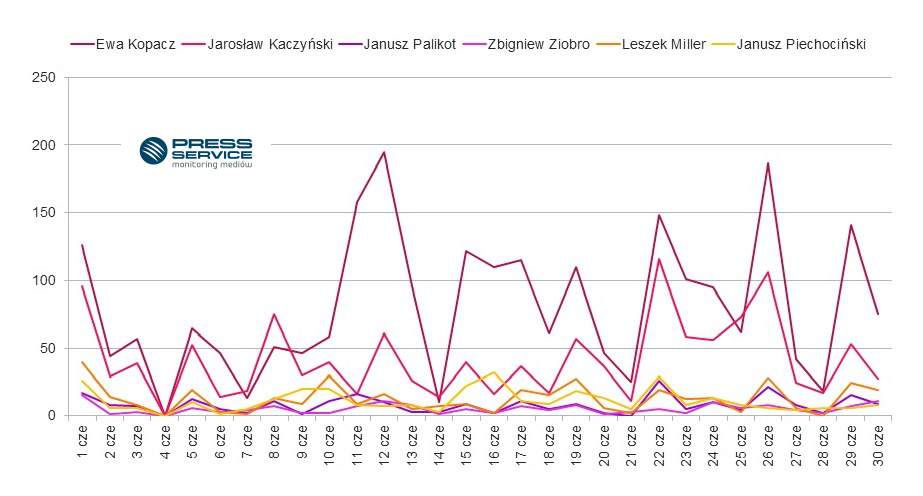 Ewa Kopacz Jarosław Kaczyński Janusz Palikot Zbigniew Ziobro Leszek Miller Janusz Piechociński
250
PRESS
SERVICE
monitoring mediów
200
150
100
50
0
1 cze 2 cze 3 cze 4 cze 5 cze 6 cze 7 cze 8 cze 9 cze 10 cze 11 cze 12 cze 13 cze 14 cze 15 cze 16 cze 17 cze 18 cze 19 cze 20 cze 21 cze 22 cze 23 cze 24 cze 25 cze 26 cze 27 cze 28 cze 29 cze 30 cze